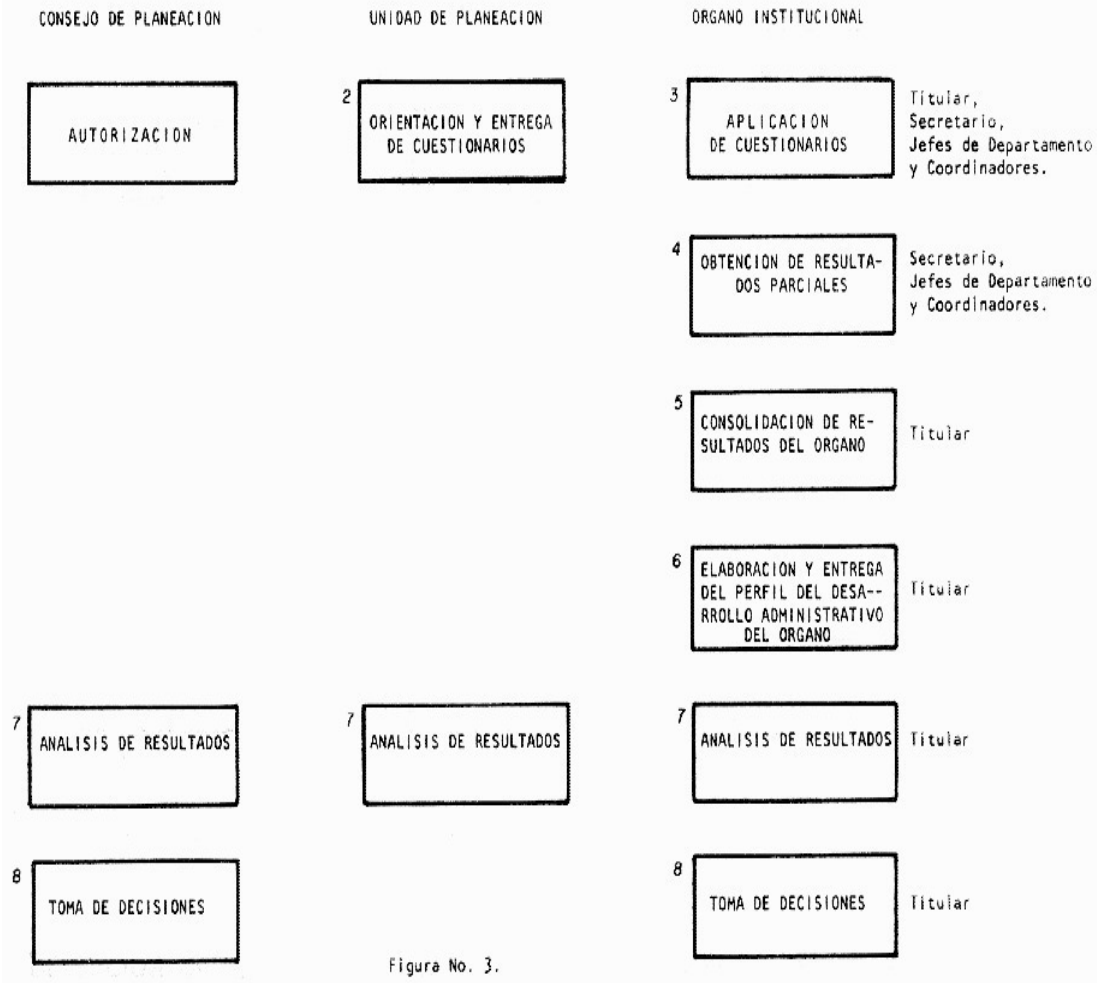 CONSEJO DE PLANEACION
UNIDAD DE PLANEACION
ORGANO INSTITUCIONAL
AUTORIZACION
2
ORIENTACION Y ENTREGA
DE CUESTIONARIOS
3
APLICACION
DE CUESTIONARIOS
Titular,
Secretario,
Jefes de Departamento
y Coordinadores.
4
OBTENCION DE RESULTA-
DOS PARCIALES
Secretario,
Jefes de Departamento
y Coordinadores.
5
CONSOLIDACION DE RE-
SULTADOS DEL ORGANO
Titular
6
ELABORACION Y ENTREGA
DEL PERFIL DEL DESA--
RROLLO ADMINISTRATIVO
DEL ORGANO
Titular
7
ANALISIS DE RESULTADOS
7
ANALISIS DE RESULTADOS
7
ANALISIS DE RESULTADOS
Titular
8
TOMA DE DECISIONES
8
TOMA DE DECISIONES
Titular
Figura No. 3.